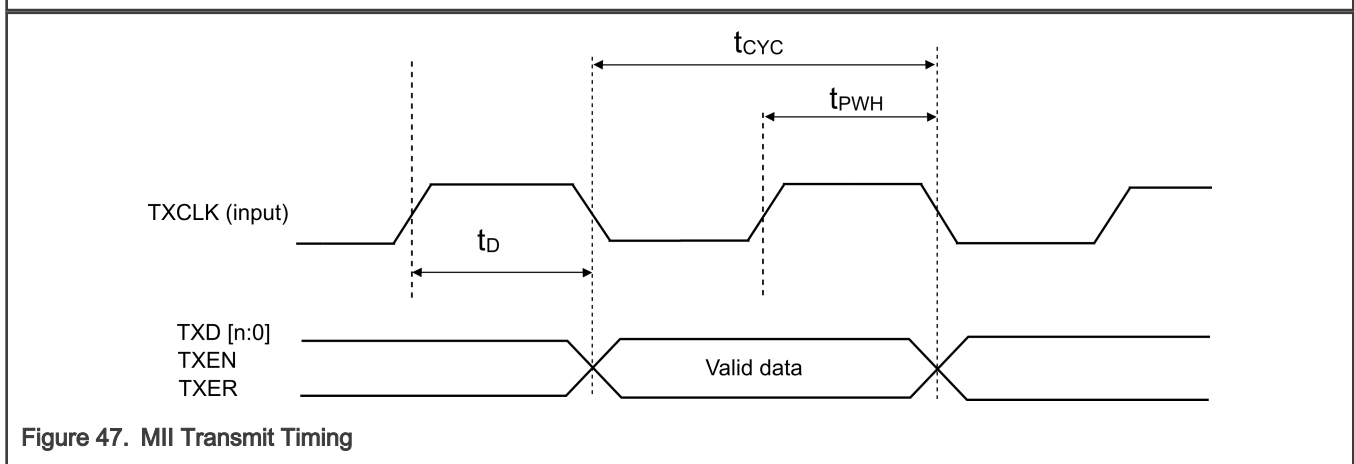 tCYC
tPWH
TXCLK (input)
tD
TXD [n:0]
TXEN
Valid data
TXER
Figure 47. MII Transmit Timing